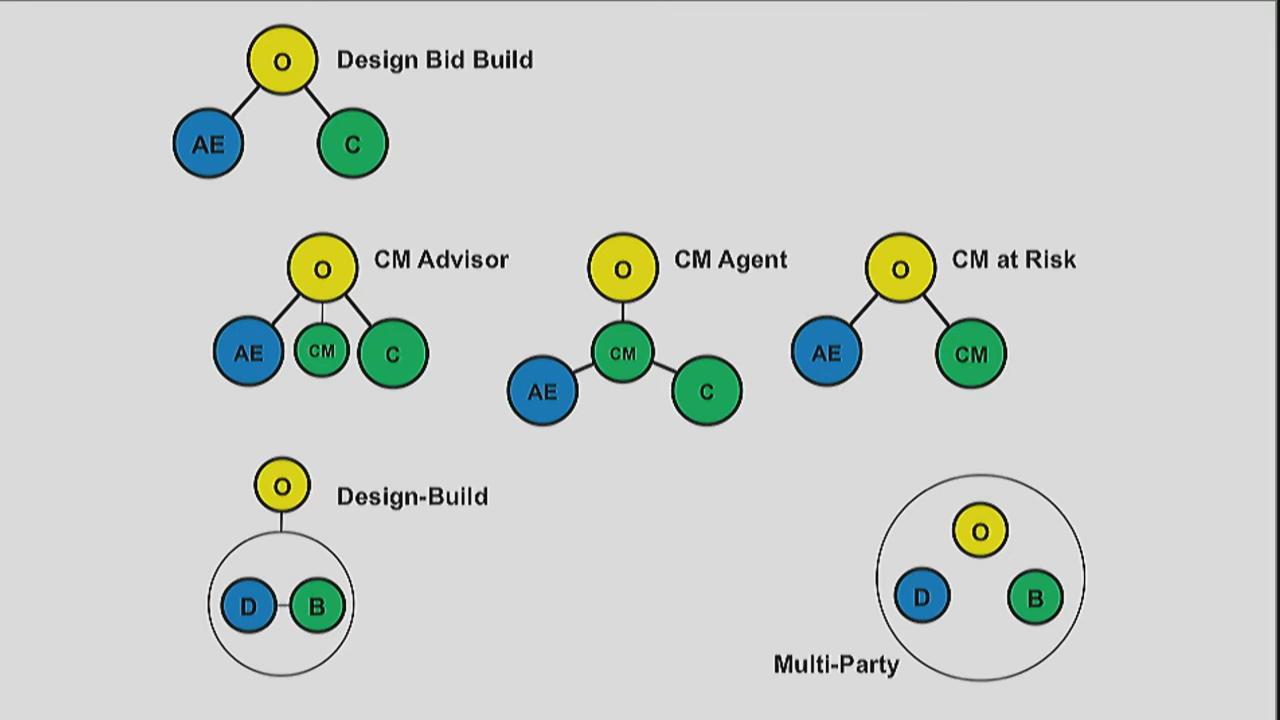 O
Design Bid Build
AE
C
O
CM Advisor
AE
CM
C
O
CM Agent
CM
AE
C
O
CM at Risk
AE
CM
O
Design-Build
D
B
O
D
B
Multi-Party